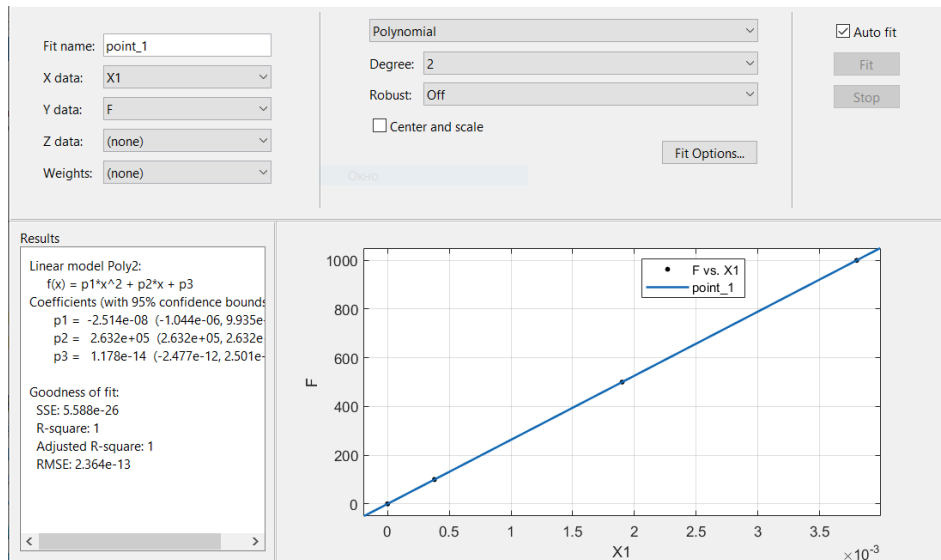 Fit name: point_1
X data: X1
Y data: F
Z data: (none)
Weights: (none)
Polynomial
Degree: 2
Robust: Off
Center and scale
Fit Options...
Окно
Auto fit
Fit
Stop
Results
Linear model Poly2:
f(x) = p1*x^2 + p2*x + p3
Coefficients (with 95% confidence bounds
p1 = -2.514e-08 (-1.044e-06, 9.935e-
p2 = 2.632e+05 (2.632e+05, 2.632e
p3 = 1.178e-14 (-2.477e-12, 2.501e-
Goodness of fit:
SSE: 5.588e-26
R-square: 1
Adjusted R-square: 1
RMSE: 2.364e-13
F vs. X1
point_1
1000
800
600
400
200
0
F
0 0.5 1 1.5 2 2.5 3 3.5
×10⁻³
X1